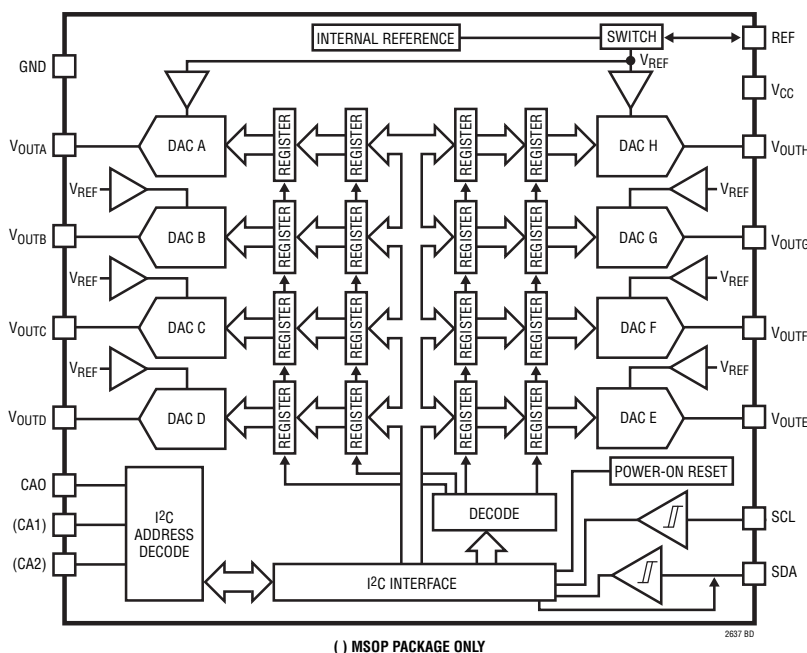 INTERNAL REFERENCE
SWITCH
REF
GND
VREF
VCC
VOUTA
DAC A
REGISTER
REGISTER
REGISTER
REGISTER
DAC H
VOUTH
VREF
VREF
VOUTB
DAC B
REGISTER
REGISTER
REGISTER
REGISTER
DAC G
VOUTG
VREF
VREF
VOUTC
DAC C
REGISTER
REGISTER
REGISTER
REGISTER
DAC F
VOUTF
VREF
VREF
VOUTD
DAC D
REGISTER
REGISTER
REGISTER
REGISTER
DAC E
VOUTE
CA0
(CA1)
(CA2)
I2C
ADDRESS
DECODE
DECODE
POWER-ON RESET
SCL
I2C INTERFACE
SDA
2637 BD
( ) MSOP PACKAGE ONLY